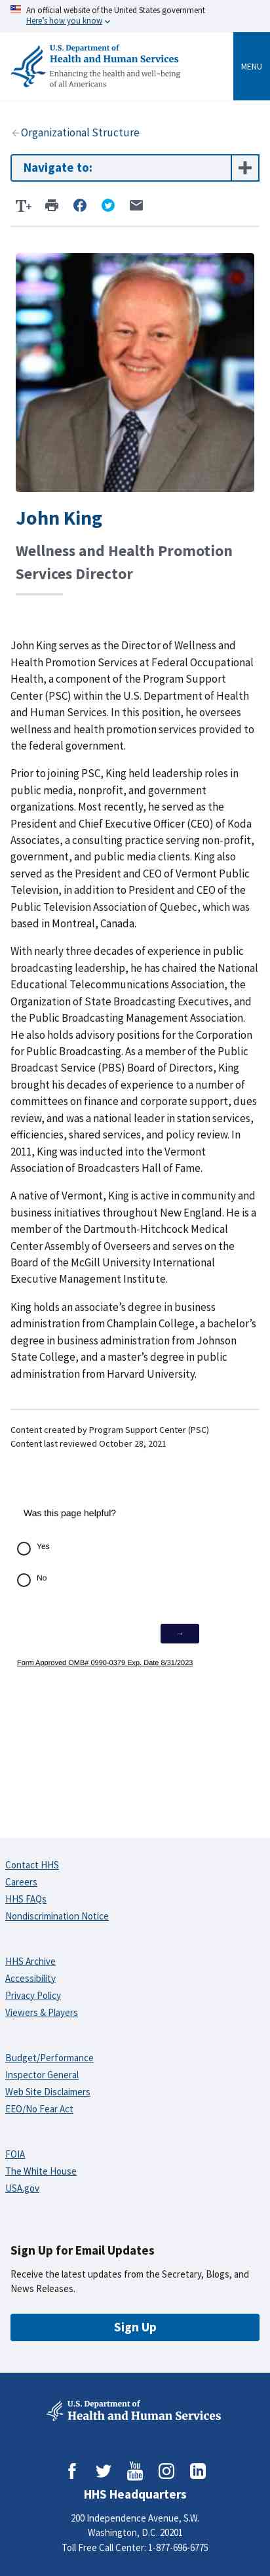 An official website of the United States government
Here's how you know
U.S. Department of
Health and Human Services
Enhancing the health and well-being
of all Americans
MENU
Organizational Structure
Navigate to:
T+
John King
Wellness and Health Promotion
Services Director
John King serves as the Director of Wellness and
Health Promotion Services at Federal Occupational
Health, a component of the Program Support
Center (PSC) within the U.S. Department of Health
and Human Services. In this position, he oversees
wellness and health promotion services provided to
the federal government.
Prior to joining PSC, King held leadership roles in
public media, nonprofit, and government
organizations. Most recently, he served as the
President and Chief Executive Officer (CEO) of Koda
Associates, a consulting practice serving non-profit,
government, and public media clients. King also
served as the President and CEO of Vermont Public
Television, in addition to President and CEO of the
Public Television Association of Quebec, which was
based in Montreal, Canada.
With nearly three decades of experience in public
broadcasting leadership, he has chaired the National
Educational Telecommunications Association, the
Organization of State Broadcasting Executives, and
the Public Broadcasting Management Association.
He also holds advisory positions for the Corporation
for Public Broadcasting. As a member of the Public
Broadcast Service (PBS) Board of Directors, King
brought his decades of experience to a number of
committees on finance and corporate support, dues
review, and was a national leader in station services,
efficiencies, shared services, and policy review. In
2011, King was inducted into the Vermont
Association of Broadcasters Hall of Fame.
A native of Vermont, King is active in community and
business initiatives throughout New England. He is a
member of the Dartmouth-Hitchcock Medical
Center Assembly of Overseers and serves on the
Board of the McGill University International
Executive Management Institute.
King holds an associate's degree in business
administration from Champlain College, a bachelor's
degree in business administration from Johnson
State College, and a master's degree in public
administration from Harvard University.
Content created by Program Support Center (PSC)
Content last reviewed October 28, 2021
Was this page helpful?
Yes
No
→
Form Approved OMB# 0990-0379 Exp. Date 8/31/2023
Contact HHS
Careers
HHS FAQs
Nondiscrimination Notice
HHS Archive
Accessibility
Privacy Policy
Viewers & Players
Budget/Performance
Inspector General
Web Site Disclaimers
EEO/No Fear Act
FOIA
The White House
USA.gov
Sign Up for Email Updates
Receive the latest updates from the Secretary, Blogs, and
News Releases.
Sign Up
U.S. Department of
Health and Human Services
You
Tube
HHS Headquarters
200 Independence Avenue, S.W.
Washington, D.C. 20201
Toll Free Call Center: 1-877-696-6775